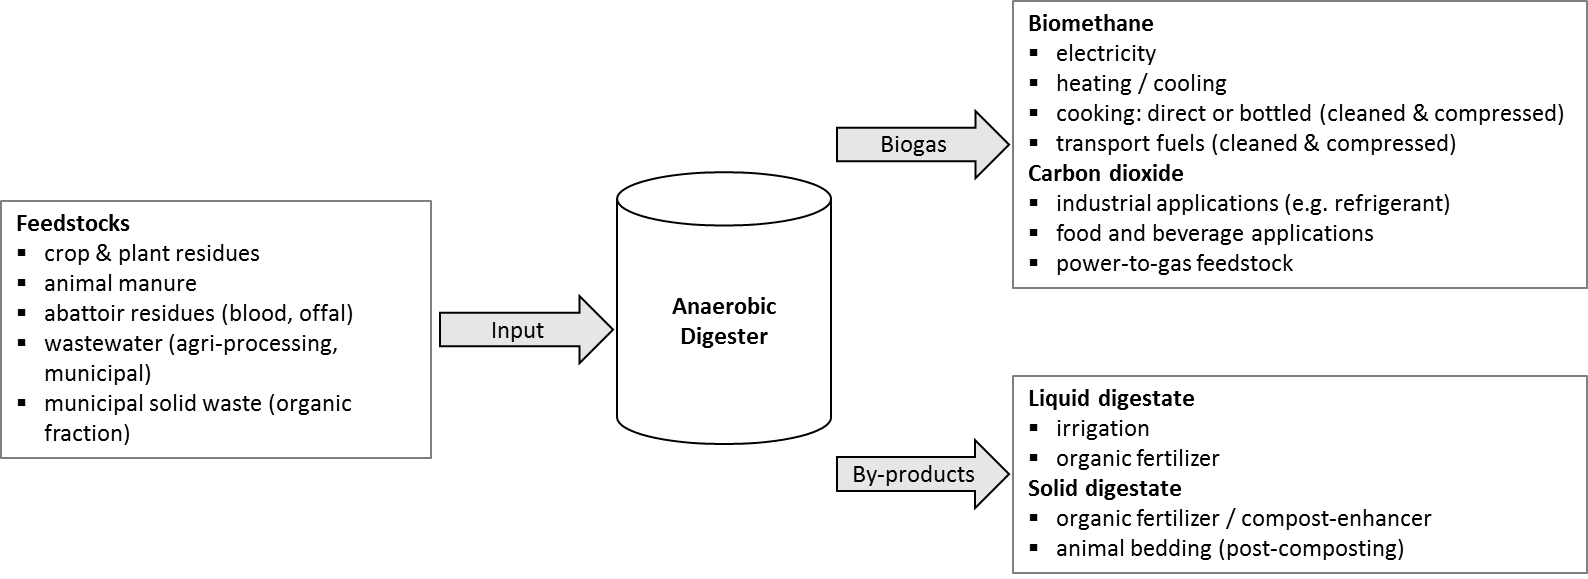 Feedstocks
▪ crop & plant residues
▪ animal manure
▪ abattoir residues (blood, offal)
▪ wastewater (agri-processing,
municipal)
▪ municipal solid waste (organic
fraction)
Input
Anaerobic
Digester
Biogas
Biomethane
▪ electricity
▪ heating / cooling
▪ cooking: direct or bottled (cleaned & compressed)
▪ transport fuels (cleaned & compressed)
Carbon dioxide
▪ industrial applications (e.g. refrigerant)
▪ food and beverage applications
▪ power-to-gas feedstock
By-products
Liquid digestate
▪ irrigation
▪ organic fertilizer
Solid digestate
▪ organic fertilizer / compost-enhancer
▪ animal bedding (post-composting)